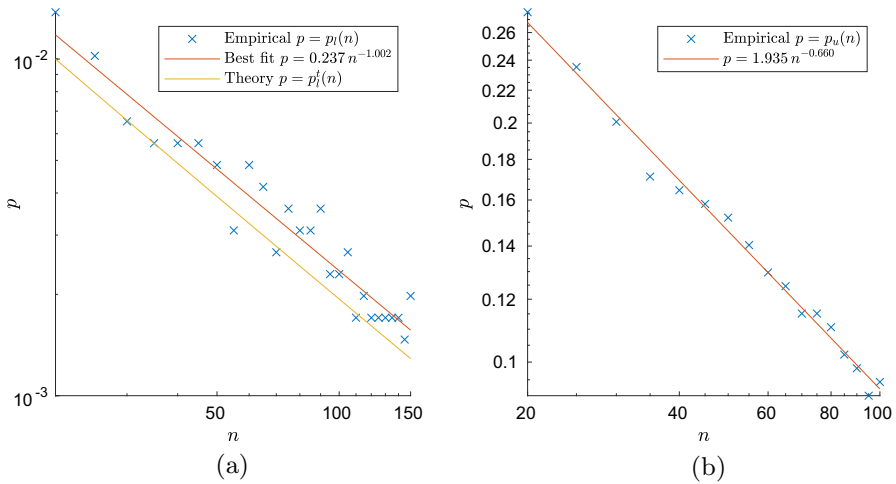 Empirical $p = p_l(n)$
Best fit $p = 0.237\,n^{-1.002}$
Theory $p = p_l^t(n)$
10^{-2}
10^{-3}
p
50
100
150
n
(a)
Empirical $p = p_u(n)$
$p = 1.935\,n^{-0.660}$
0.26
0.24
0.22
0.2
0.18
0.16
0.14
0.12
0.1
p
20
40
60
80
100
n
(b)